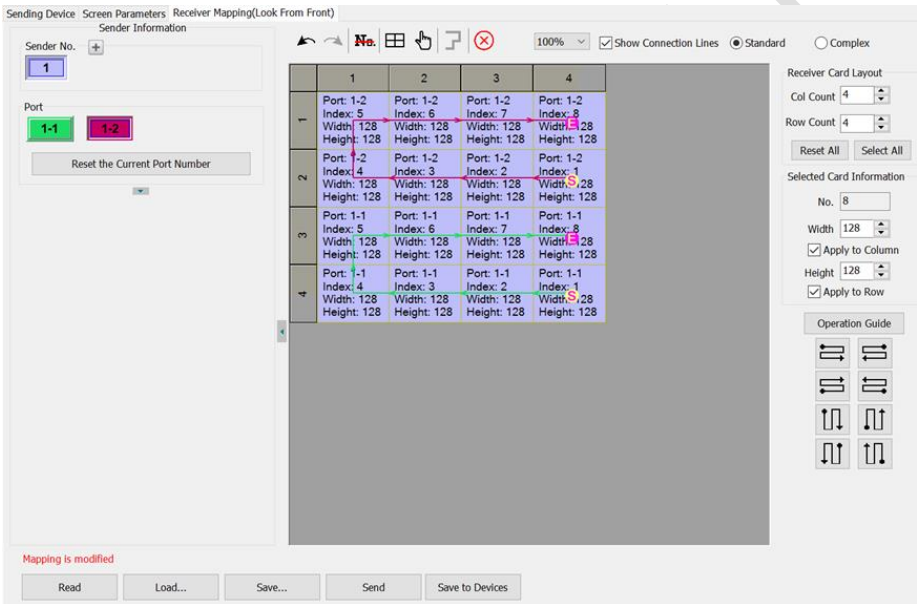 Sending Device Screen Parameters Receiver Mapping(Look From Front)
Sender Information
Sender No. +
1
Port
1-1 1-2
Reset the Current Port Number
No. 100% Show Connection Lines Standard Complex
1 2 3 4
1
Port: 1-2 Port: 1-2 Port: 1-2 Port: 1-2
Index: 5 Index: 6 Index: 7 Index: 8
Width: 128 Width: 128 Width: 128 Width: E 28
Height: 128 Height: 128 Height: 128 Height: 128
2
Port: 1-2 Port: 1-2 Port: 1-2 Port: 1-2
Index: 4 Index: 3 Index: 2 Index: 1
Width: 128 Width: 128 Width: 128 Width: S 28
Height: 128 Height: 128 Height: 128 Height: 128
3
Port: 1-1 Port: 1-1 Port: 1-1 Port: 1-1
Index: 5 Index: 6 Index: 7 Index: 8
Width: 128 Width: 128 Width: 128 Width: E 28
Height: 128 Height: 128 Height: 128 Height: 128
4
Port: 1-1 Port: 1-1 Port: 1-1 Port: 1-1
Index: 4 Index: 3 Index: 2 Index: 1
Width: 128 Width: 128 Width: 128 Width: S 28
Height: 128 Height: 128 Height: 128 Height: 128
Receiver Card Layout
Col Count 4
Row Count 4
Reset All Select All
Selected Card Information
No. 8
Width 128
Apply to Column
Height 128
Apply to Row
Operation Guide
Mapping is modified
Read Load... Save... Send Save to Devices